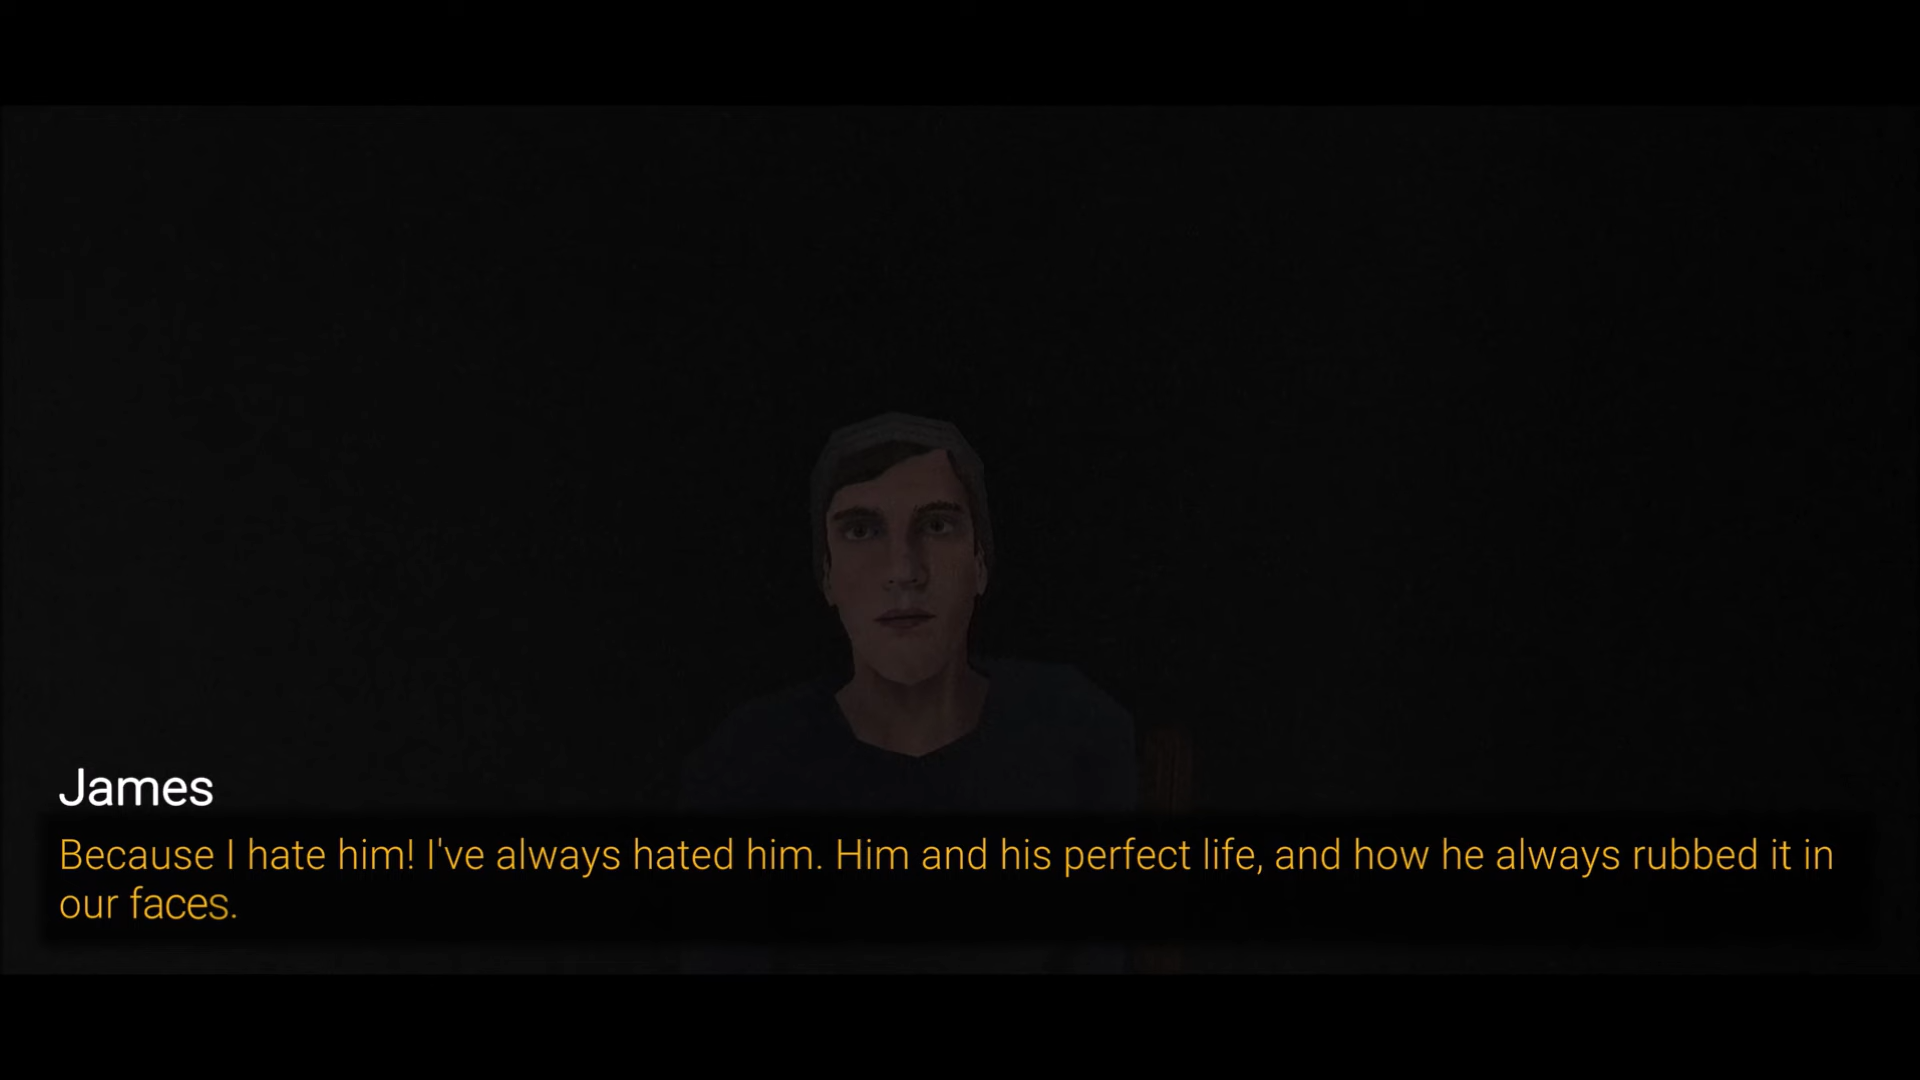 James
Because I hate him! I've always hated him. Him and his perfect life, and how he always rubbed it in
our faces.